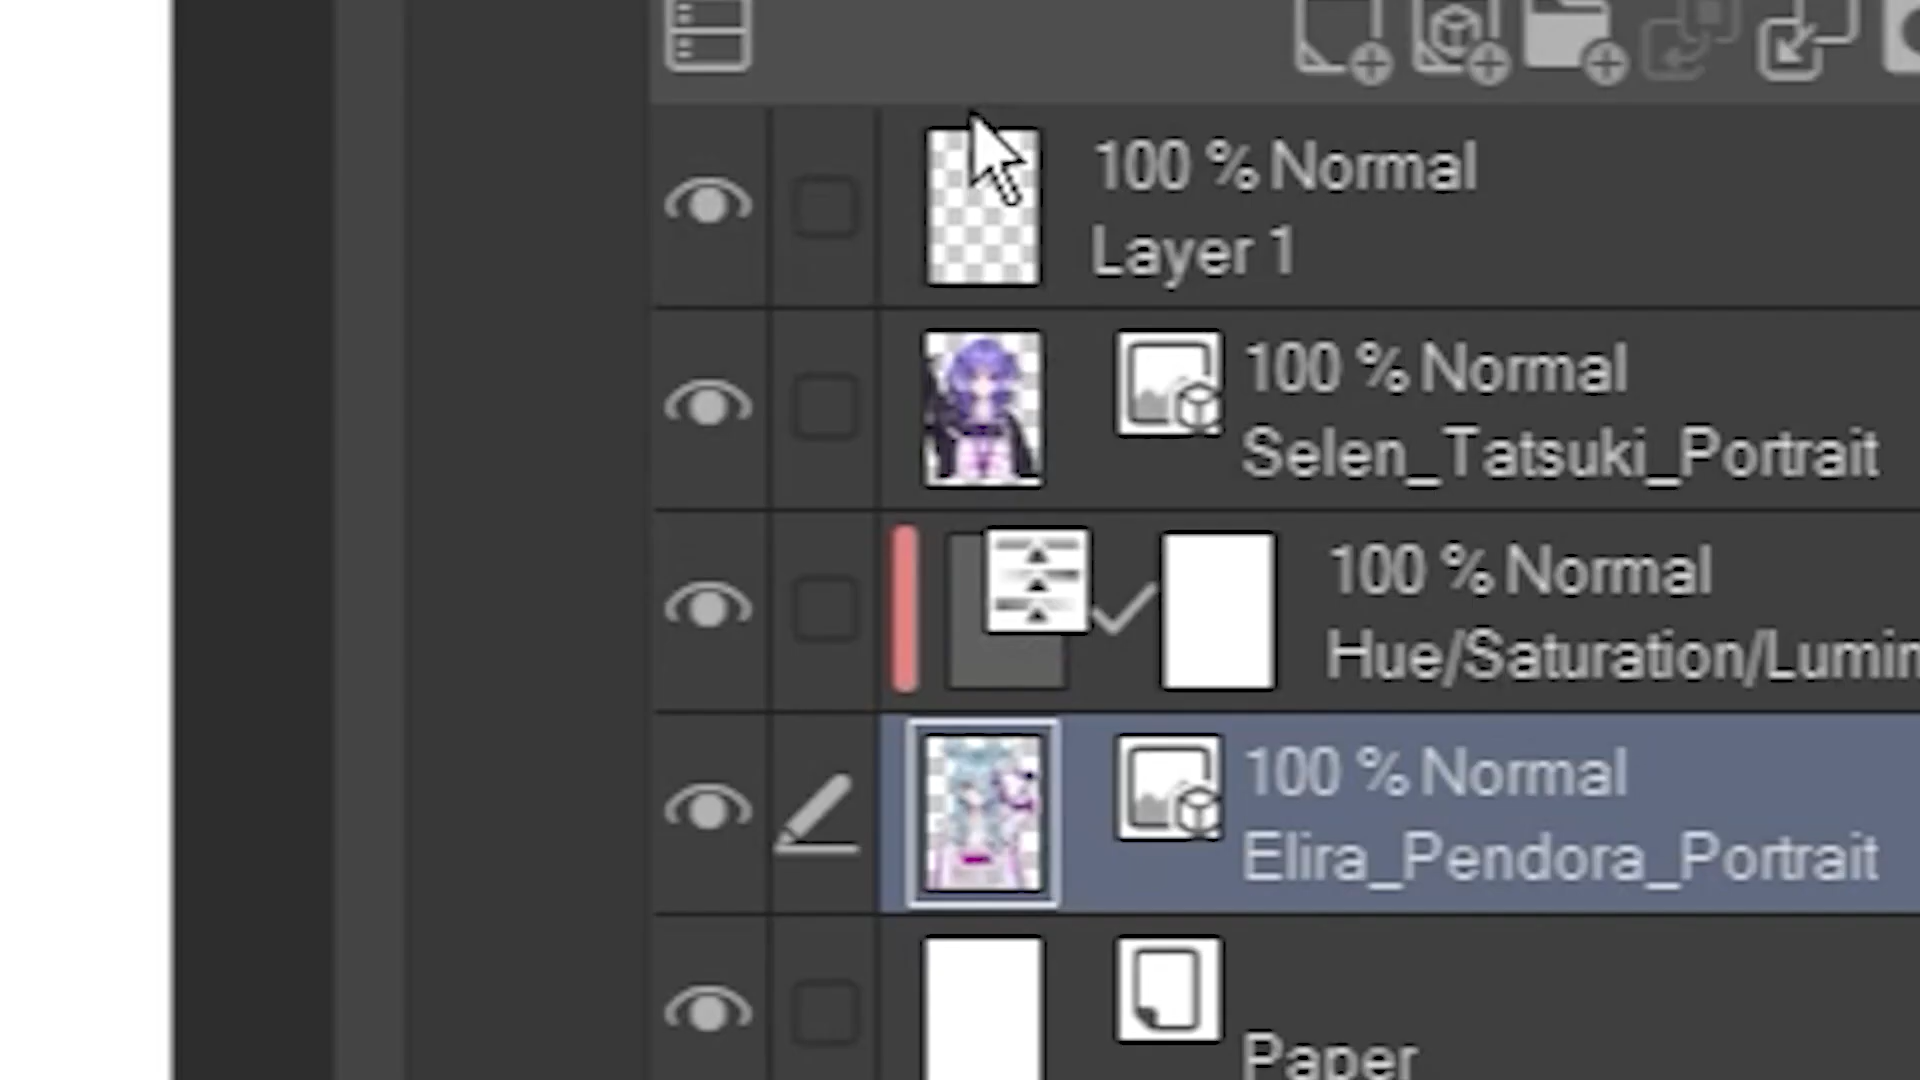 100 % Normal
Layer 1
100 % Normal
Selen_Tatsuki_Portrait
100 % Normal
Hue/Saturation/Lumin
100 % Normal
Elira_Pendora_Portrait
Paper